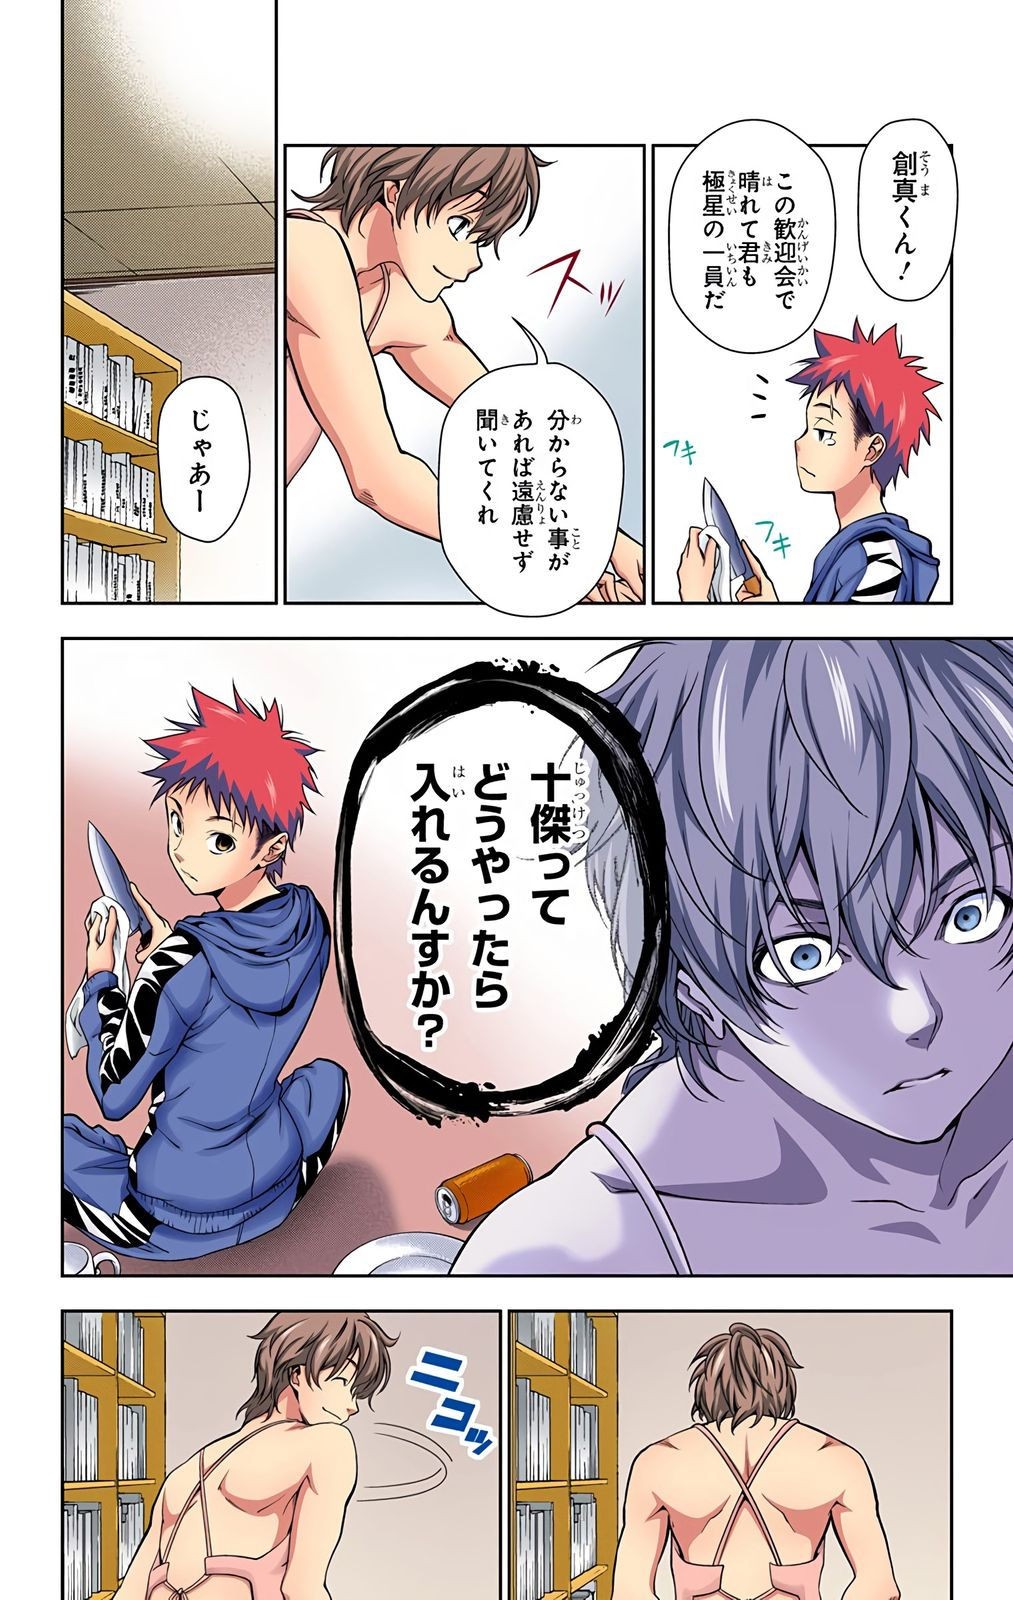 創真くん！
この歓迎会で
晴れて君も
極星の一員だ
フキ
フキ
スッ
分からない事が
あれば遠慮せず
聞いてくれ
じゃあー
十傑って
どうやったら
入れるんすか？
ニコッ